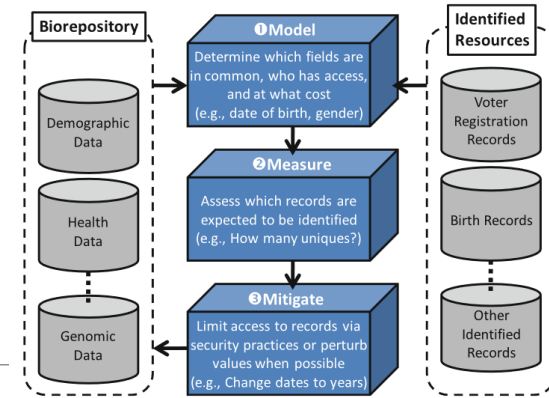 Biorepository
Demographic
Data
Health
Data
Genomic
Data
❶Model
Determine which fields are
in common, who has access,
and at what cost
(e.g., date of birth, gender)
❷Measure
Assess which records are
expected to be identified
(e.g., How many uniques?)
❸Mitigate
Limit access to records via
security practices or perturb
values when possible
(e.g., Change dates to years)
Identified
Resources
Voter
Registration
Records
Birth Records
Other
Identified
Records